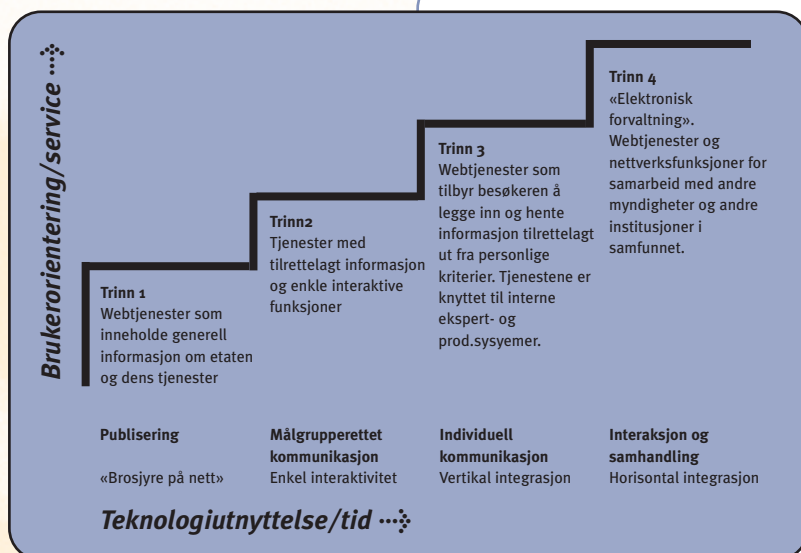 Brukerorientering/service
Trinn 1
Webtjenester som
inneholde generell
informasjon om etaten
og dens tjenester
Trinn2
Tjenester med
tilrettelagt informasjon
og enkle interaktive
funksjoner
Trinn 3
Webtjenester som
tilbyr besøkeren å
legge inn og hente
informasjon tilrettelagt
ut fra personlige
kriterier. Tjenestene er
knyttet til interne
ekspert- og
prod.sysyemer.
Trinn 4
«Elektronisk
forvaltning».
Webtjenester og
nettverksfunksjoner for
samarbeid med andre
myndigheter og andre
institusjoner i
samfunnet.
Publisering
«Brosjyre på nett»
Målgrupperettet
kommunikasjon
Enkel interaktivitet
Individuell
kommunikasjon
Vertikal integrasjon
Interaksjon og
samhandling
Horisontal integrasjon
Teknologiutnyttelse/tid